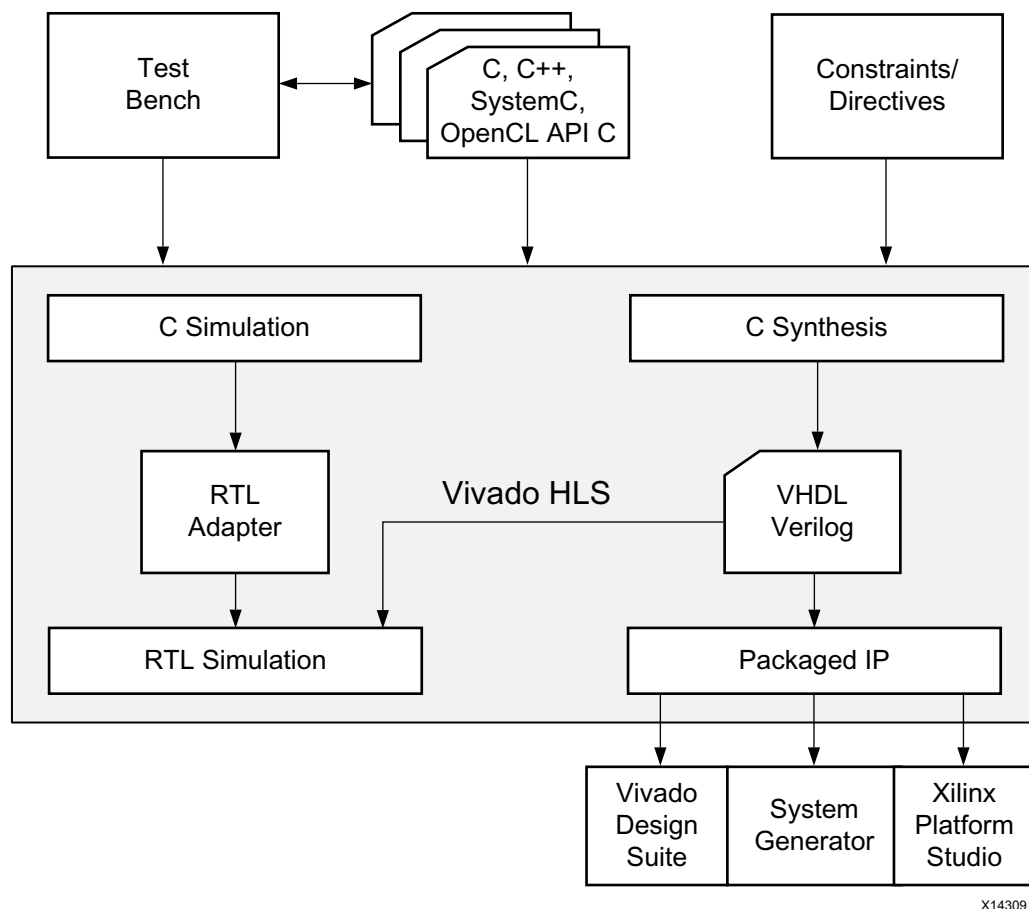 Test
Bench
C, C++,
SystemC,
OpenCL API C
Constraints/
Directives
C Simulation
C Synthesis
RTL
Adapter
Vivado HLS
VHDL
Verilog
RTL Simulation
Packaged IP
Vivado
Design
Suite
System
Generator
Xilinx
Platform
Studio
X14309